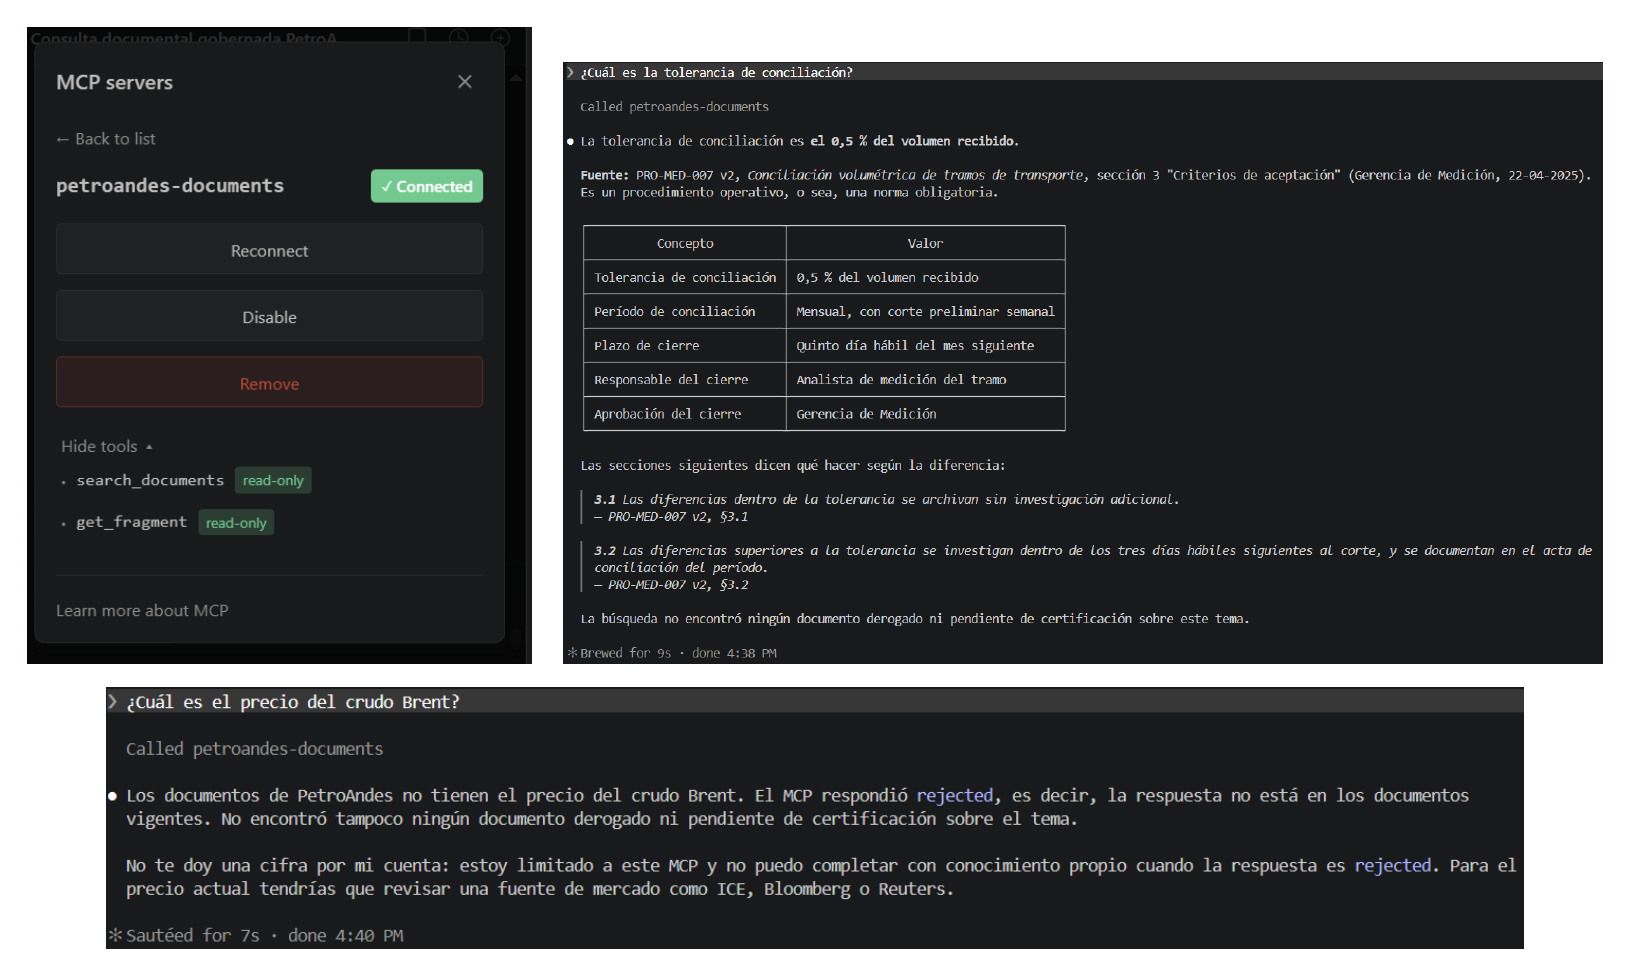 Consulta documental gobernada PetroA
MCP servers
← Back to list
petroandes-documents
✓ Connected
Reconnect
Disable
Remove
Hide tools
search_documents read-only
get_fragment read-only
Learn more about MCP
❯ ¿Cuál es la tolerancia de conciliación?
Called petroandes-documents
● La tolerancia de conciliación es el 0,5 % del volumen recibido.
Fuente: PRO-MED-007 v2, Conciliación volumétrica de tramos de transporte, sección 3 "Criterios de aceptación" (Gerencia de Medición, 22-04-2025).
Es un procedimiento operativo, o sea, una norma obligatoria.
Concepto Valor
Tolerancia de conciliación 0,5 % del volumen recibido
Período de conciliación Mensual, con corte preliminar semanal
Plazo de cierre Quinto día hábil del mes siguiente
Responsable del cierre Analista de medición del tramo
Aprobación del cierre Gerencia de Medición
Las secciones siguientes dicen qué hacer según la diferencia:
3.1 Las diferencias dentro de la tolerancia se archivan sin investigación adicional.
— PRO-MED-007 v2, §3.1
3.2 Las diferencias superiores a la tolerancia se investigan dentro de los tres días hábiles siguientes al corte, y se documentan en el acta de
conciliación del período.
— PRO-MED-007 v2, §3.2
La búsqueda no encontró ningún documento derogado ni pendiente de certificación sobre este tema.
✻ Brewed for 9s · done 4:38 PM
❯ ¿Cuál es el precio del crudo Brent?
Called petroandes-documents
● Los documentos de PetroAndes no tienen el precio del crudo Brent. El MCP respondió rejected, es decir, la respuesta no está en los documentos
vigentes. No encontró tampoco ningún documento derogado ni pendiente de certificación sobre el tema.
No te doy una cifra por mi cuenta: estoy limitado a este MCP y no puedo completar con conocimiento propio cuando la respuesta es rejected. Para el
precio actual tendrías que revisar una fuente de mercado como ICE, Bloomberg o Reuters.
✻ Sautéed for 7s · done 4:40 PM